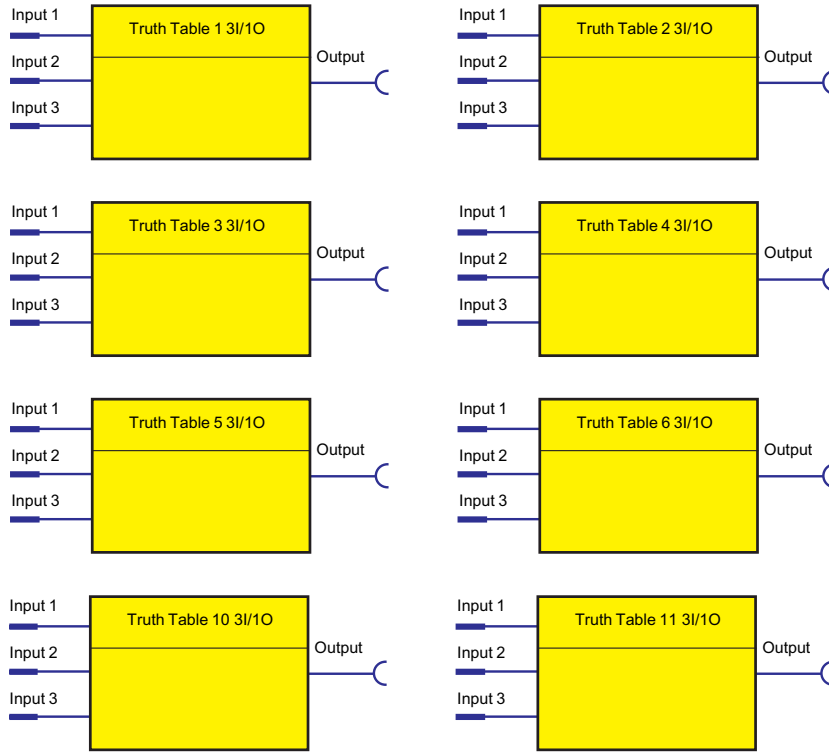 Input 1
Truth Table 1 3I/1O
Input 2
Output
Input 3
Input 1
Truth Table 2 3I/1O
Input 2
Output
Input 3
Input 1
Truth Table 3 3I/1O
Input 2
Output
Input 3
Input 1
Truth Table 4 3I/1O
Input 2
Output
Input 3
Input 1
Truth Table 5 3I/1O
Input 2
Output
Input 3
Input 1
Truth Table 6 3I/1O
Input 2
Output
Input 3
Input 1
Truth Table 10 3I/1O
Input 2
Output
Input 3
Input 1
Truth Table 11 3I/1O
Input 2
Output
Input 3